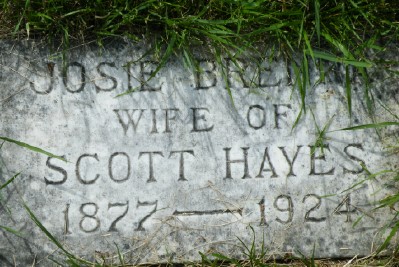 JOSIE
WIFE OF
SCOTT HAYES
1877 — 1924